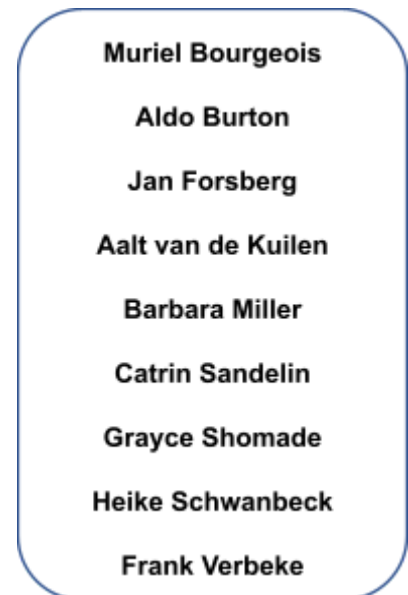 Muriel Bourgeois
Aldo Burton
Jan Forsberg
Aalt van de Kuilen
Barbara Miller
Catrin Sandelin
Grayce Shomade
Heike Schwanbeck
Frank Verbeke